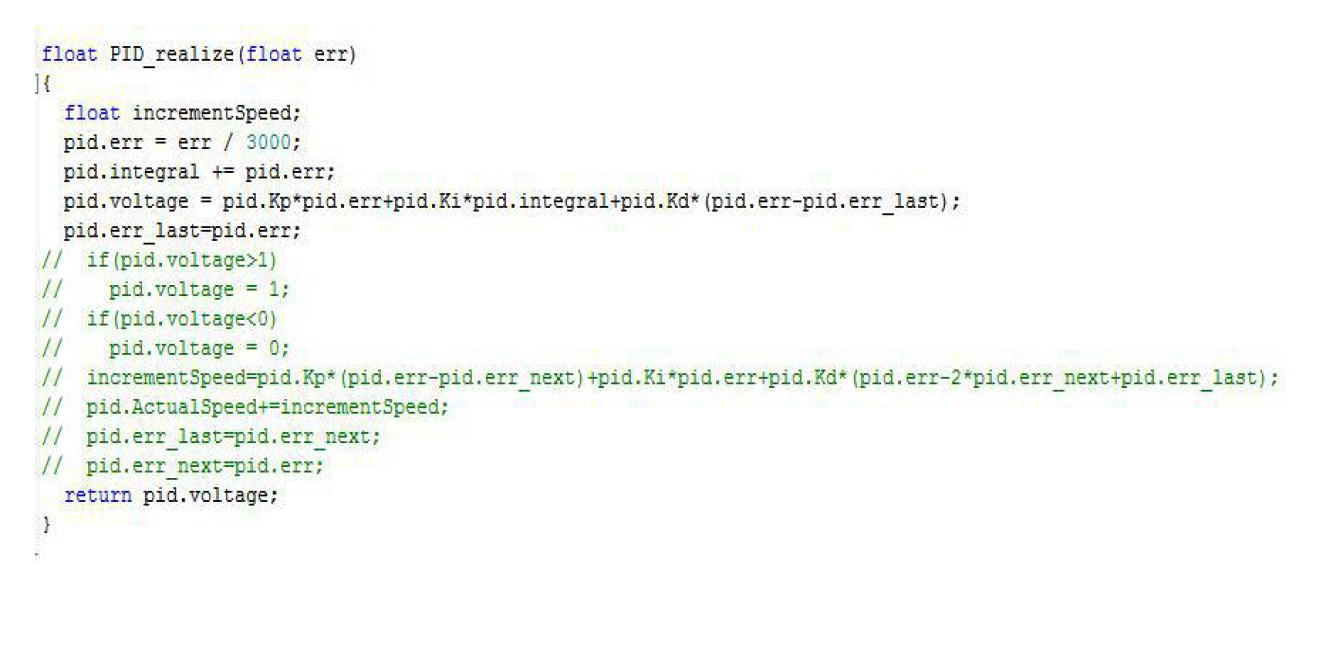 float PID_realize(float err)
{
float incrementSpeed;
pid.err = err / 3000;
pid.integral += pid.err;
pid.voltage = pid.Kp*pid.err+pid.Ki*pid.integral+pid.Kd*(pid.err-pid.err_last);
pid.err_last=pid.err;
//  if(pid.voltage>1)
//    pid.voltage = 1;
//  if(pid.voltage<0)
//    pid.voltage = 0;
//  incrementSpeed=pid.Kp*(pid.err-pid.err_next)+pid.Ki*pid.err+pid.Kd*(pid.err-2*pid.err_next+pid.err_last);
//  pid.ActualSpeed+=incrementSpeed;
//  pid.err_last=pid.err_next;
//  pid.err_next=pid.err;
return pid.voltage;
}